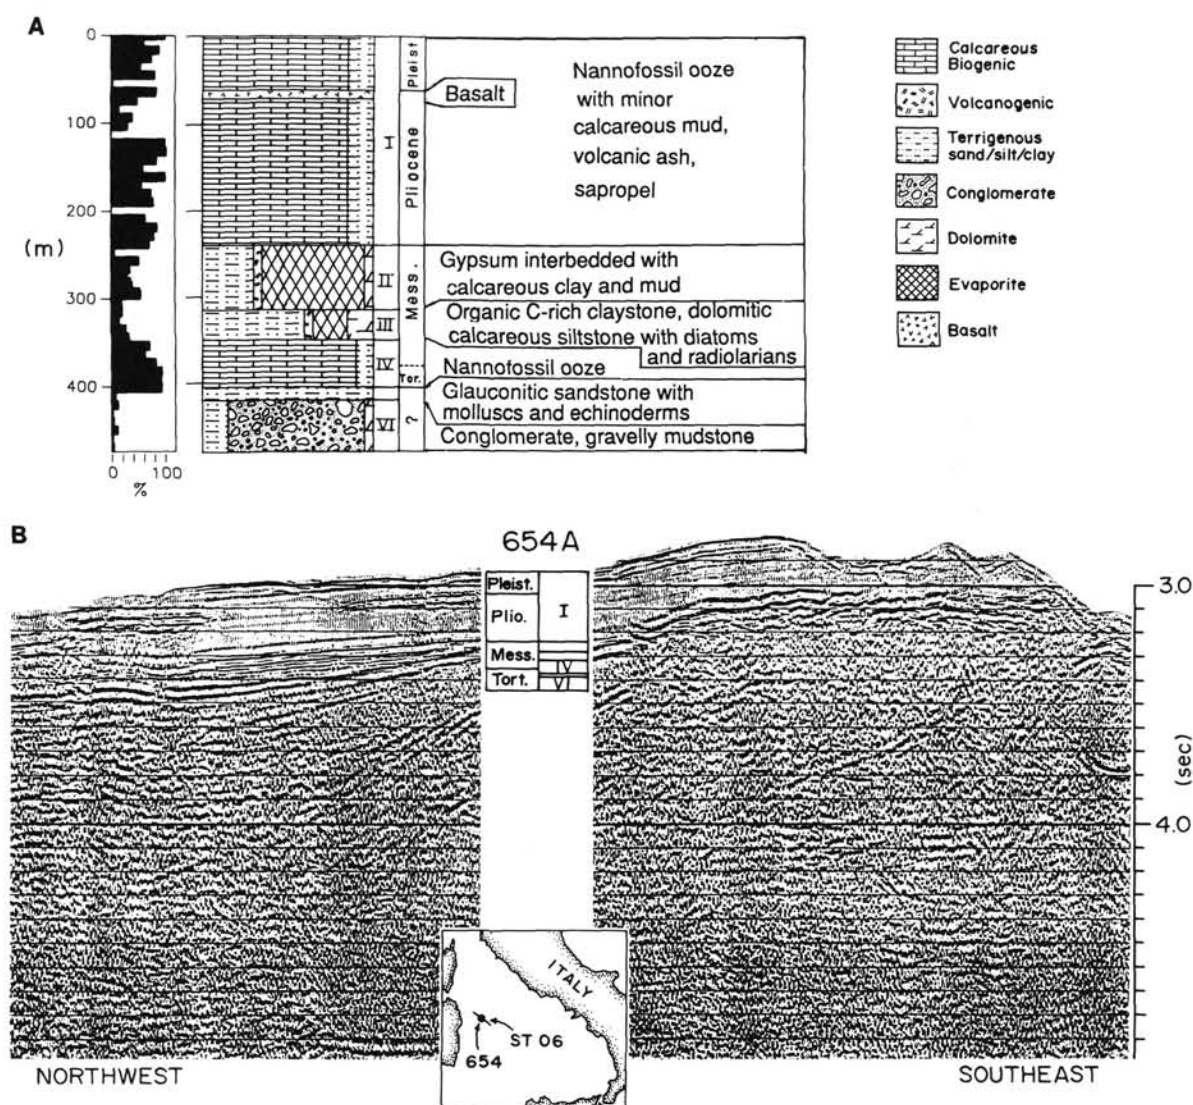 A
0
100
200
(m)
300
400
0 100
%
I
II
III
IV
VI
Pleist
Pliocene
Mess.
Tor.
?
Basalt
Nannofossil ooze
with minor
calcareous mud,
volcanic ash,
sapropel
Gypsum interbedded with
calcareous clay and mud
Organic C-rich claystone, dolomitic
calcareous siltstone with diatoms
and radiolarians
Nannofossil ooze
Glauconitic sandstone with
molluscs and echinoderms
Conglomerate, gravelly mudstone
Calcareous
Biogenic
Volcanogenic
Terrigenous
sand/silt/clay
Conglomerate
Dolomite
Evaporite
Basalt
B
654A
Pleist.
Plio.
I
Mess.
IV
Tort.
VI
3.0
(sec)
4.0
ITALY
ST 06
654
NORTHWEST
SOUTHEAST